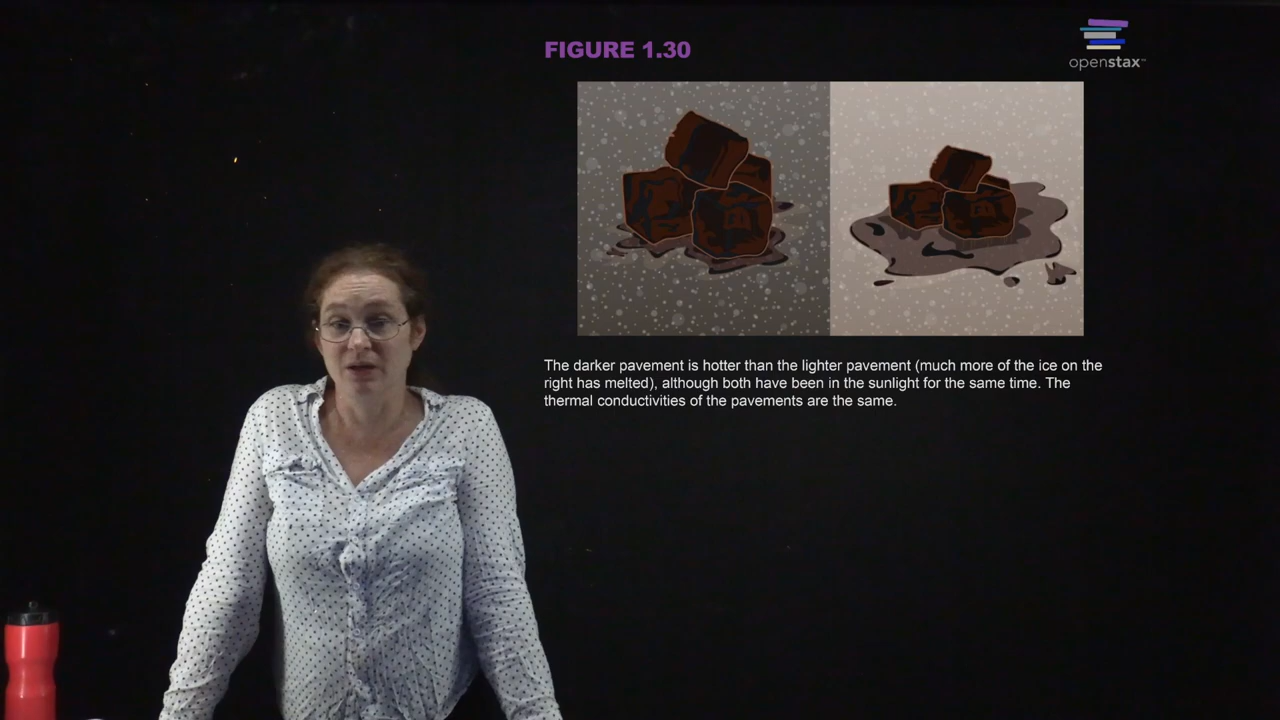 FIGURE 1.30
openstax™
The darker pavement is hotter than the lighter pavement (much more of the ice on the
right has melted), although both have been in the sunlight for the same time. The
thermal conductivities of the pavements are the same.